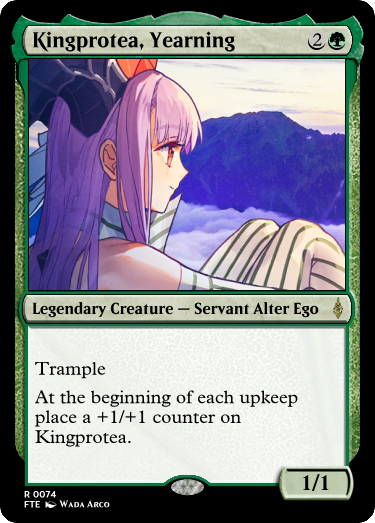 Kingprotea, Yearning 2
Legendary Creature — Servant Alter Ego
Trample
At the beginning of each upkeep
place a +1/+1 counter on
Kingprotea.
1/1
R 0074
FTE Wada Arco